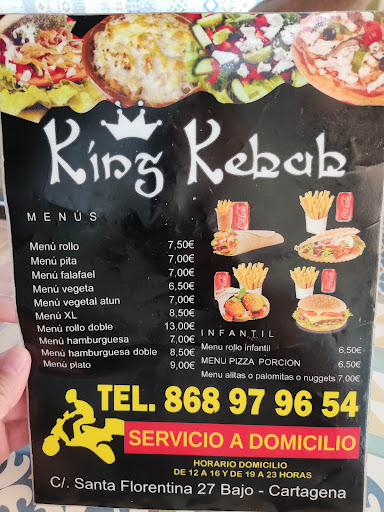 King Kebab
MENÚS
Menú rollo 7,50€
Menú pita 7,00€
Menú falafael 7,00€
Menú vegeta 6,50€
Menú vegetal atun 7,00€
Menú XL 8,50€
Menú rollo doble 13,00€
Menú hamburguesa 7,00€
Menú hamburguesa doble 8,50€
Menú plato 9,00€
INFANTIL
Menu rollo infantil 6,50€
MENU PIZZA PORCION 6,50€
Menu alitas o palomitas o nuggets 7,00€
TEL. 868 97 96 54
SERVICIO A DOMICILIO
HORARIO DOMICILIO
DE 12 A 16 Y DE 19 A 23 HORAS
C/. Santa Florentina 27 Bajo - Cartagena